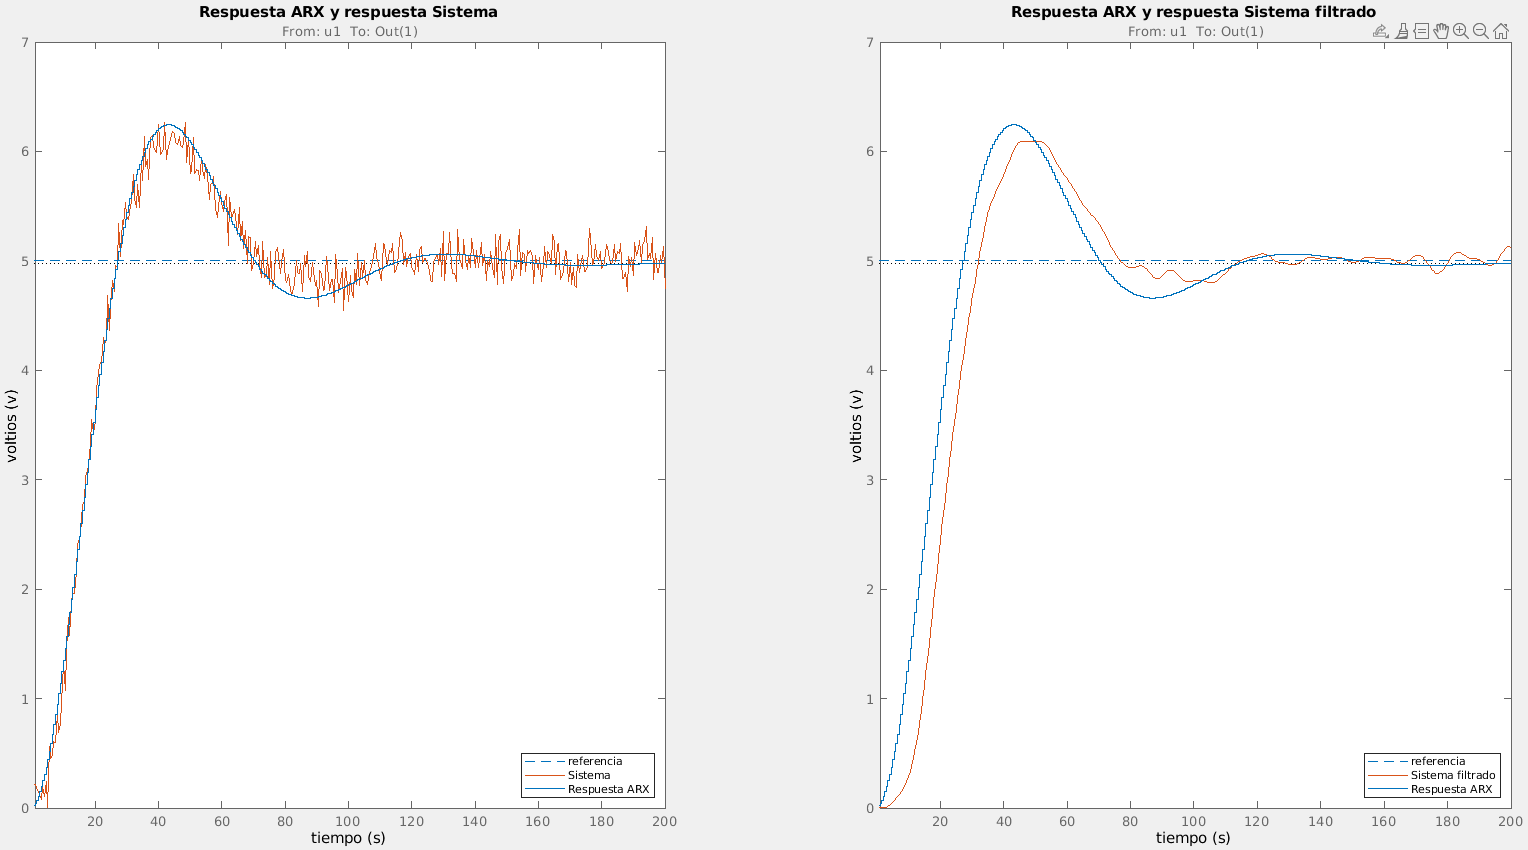 Respuesta ARX y respuesta Sistema
From: u1 To: Out(1)
7
6
5
4
3
2
1
0
voltios (v)
20 40 60 80 100 120 140 160 180 200
tiempo (s)
referencia
Sistema
Respuesta ARX
Respuesta ARX y respuesta Sistema filtrado
From: u1 To: Out(1)
7
6
5
4
3
2
1
0
voltios (v)
20 40 60 80 100 120 140 160 180 200
tiempo (s)
referencia
Sistema filtrado
Respuesta ARX